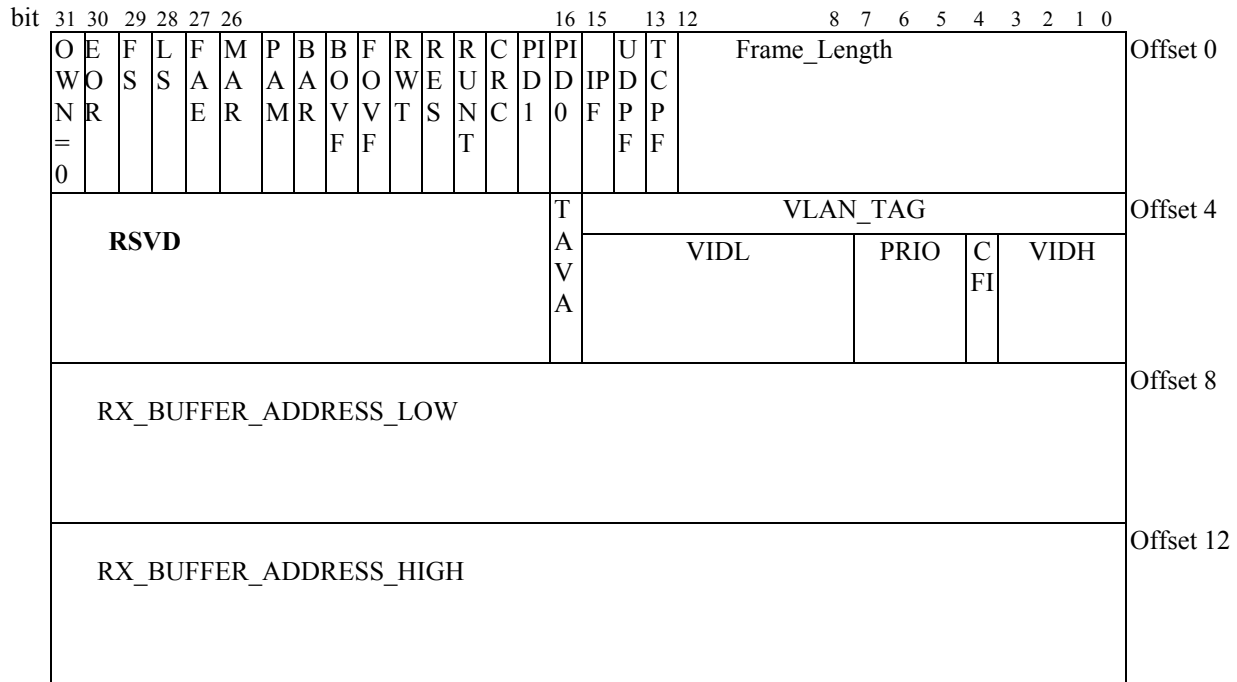 bit 31 30 29 28 27 26 16 15 13 12 8 7 6 5 4 3 2 1 0
O E F L F M P B B F R R R C PI PI U T Frame_Length Offset 0
W O S S A A A A O O W E U R D D IP D C
N R E R M R V V T S N C 1 0 F P P
= F F T F F
0
T VLAN_TAG Offset 4
RSVD A VIDL PRIO C VIDH
V FI
A
Offset 8
RX_BUFFER_ADDRESS_LOW
Offset 12
RX_BUFFER_ADDRESS_HIGH